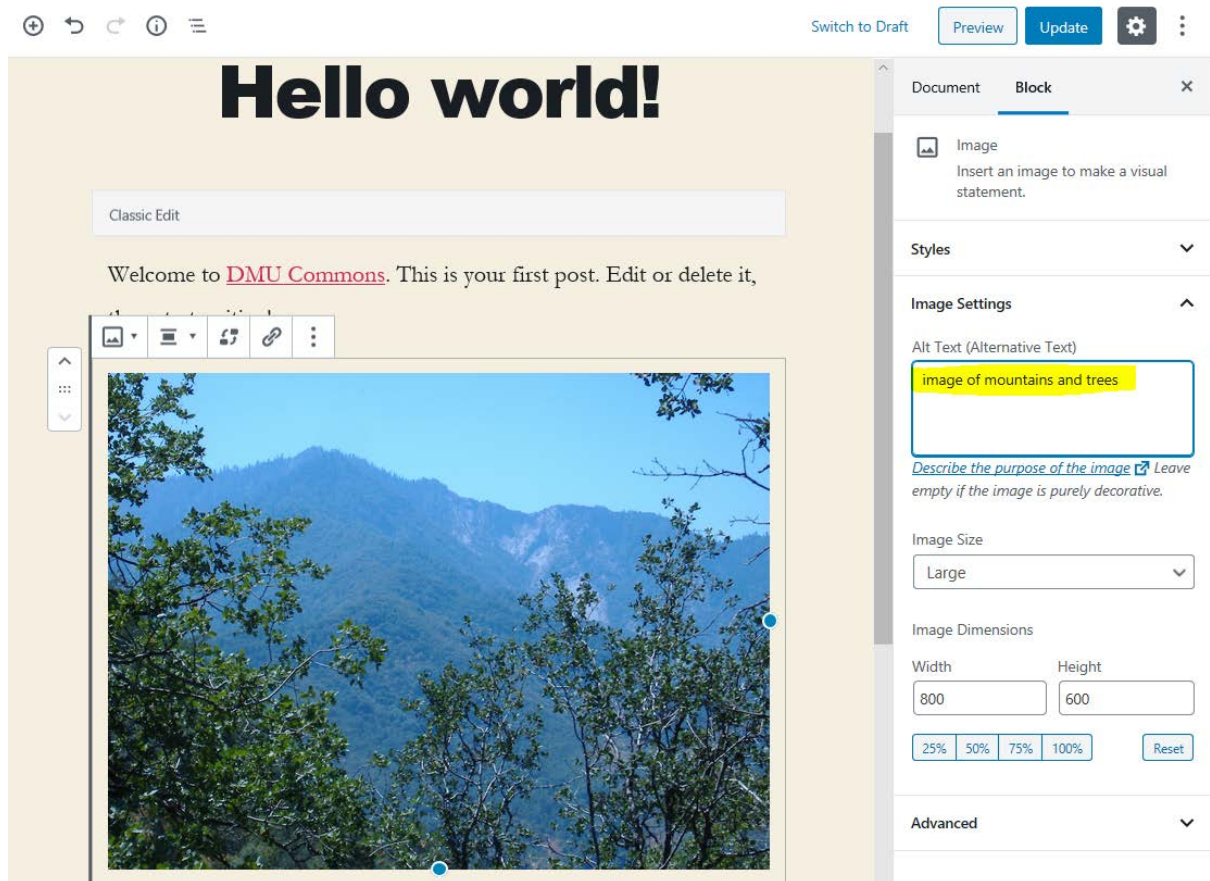 Switch to Draft
Preview
Update
Hello world!
Classic Edit
Welcome to DMU Commons. This is your first post. Edit or delete it,
Document
Block
Image
Insert an image to make a visual
statement.
Styles
Image Settings
Alt Text (Alternative Text)
image of mountains and trees
Describe the purpose of the image Leave
empty if the image is purely decorative.
Image Size
Large
Image Dimensions
Width
Height
800
600
25%
50%
75%
100%
Reset
Advanced